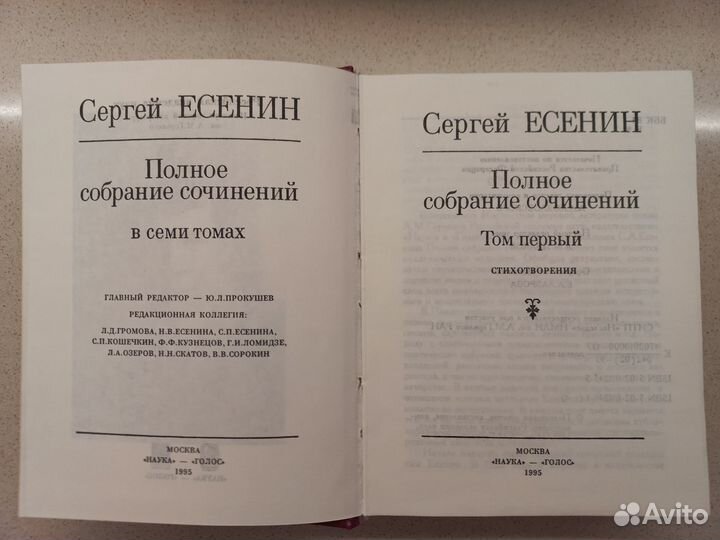 Сергей ЕСЕНИН
Полное
собрание сочинений
в семи томах
ГЛАВНЫЙ РЕДАКТОР — Ю.Л.ПРОКУШЕВ
РЕДАКЦИОННАЯ КОЛЛЕГИЯ:
Л.Д.ГРОМОВА, Н.В.ЕСЕНИНА, С.П.ЕСЕНИНА,
С.П.КОШЕЧКИН, Ф.Ф.КУЗНЕЦОВ, Г.И.ЛОМИДЗЕ,
Л.А.ОЗЕРОВ, Н.Н.СКАТОВ, В.В.СОРОКИН
МОСКВА
«НАУКА» — «ГОЛОС»
1995
Сергей ЕСЕНИН
Полное
собрание сочинений
Том первый
СТИХОТВОРЕНИЯ
МОСКВА
«НАУКА» — «ГОЛОС»
1995
Avito